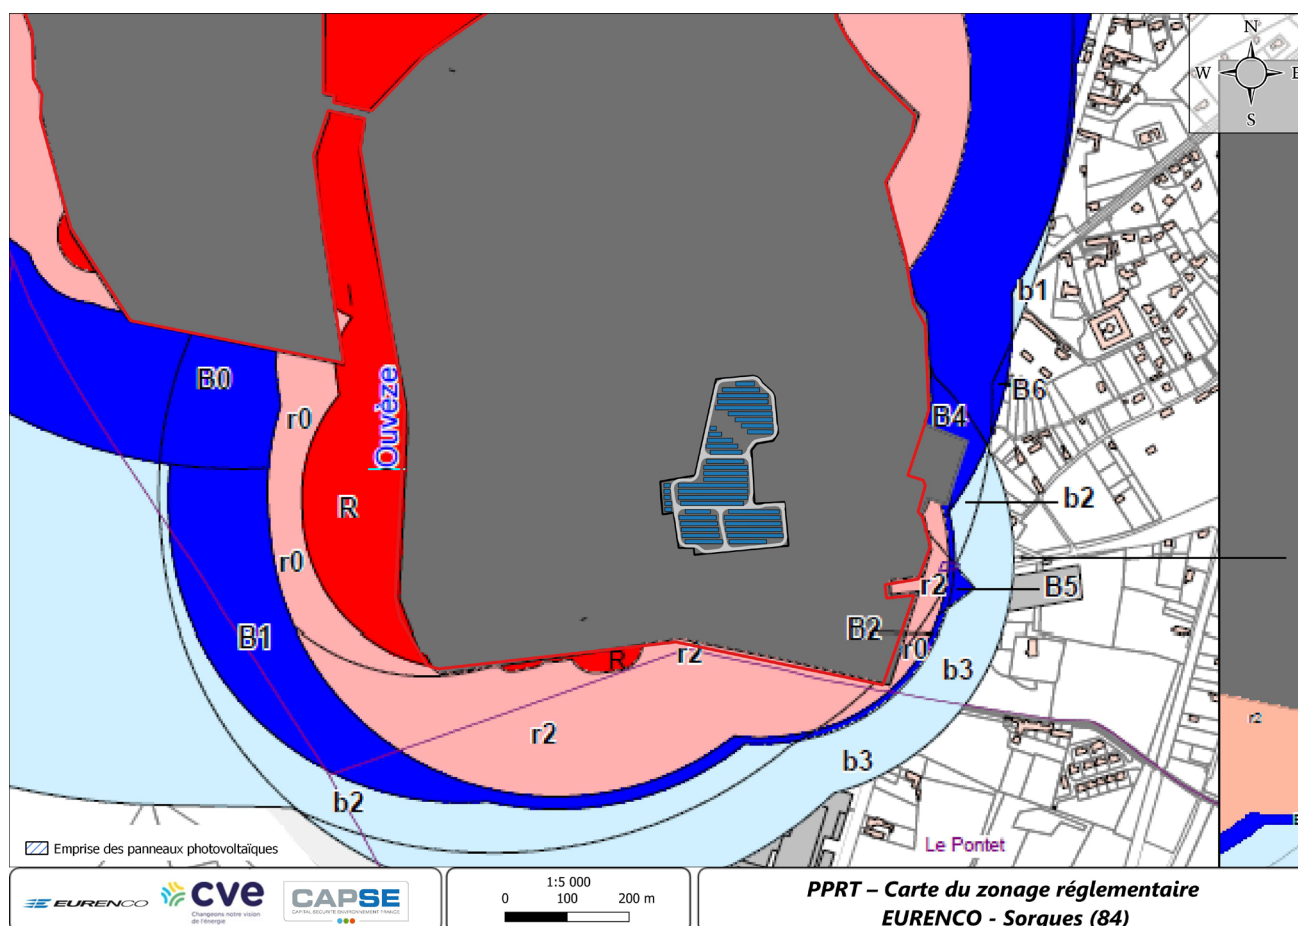 N
W
E
S
b1
B0
r0
Ouvèze
B6
B4
R
b2
r0
r2
B5
B1
B2
r0
R
r2
b3
r2
r2
b3
b2
Emprise des panneaux photovoltaïques
Le Pontet
EURENCO
cve
Changeons notre vision
de l'énergie
CAPSE
CAPITAL SECURITE ENVIRONNEMENT FRANCE
1:5 000
0 100 200 m
PPRT – Carte du zonage réglementaire
EURENCO - Sorgues (84)